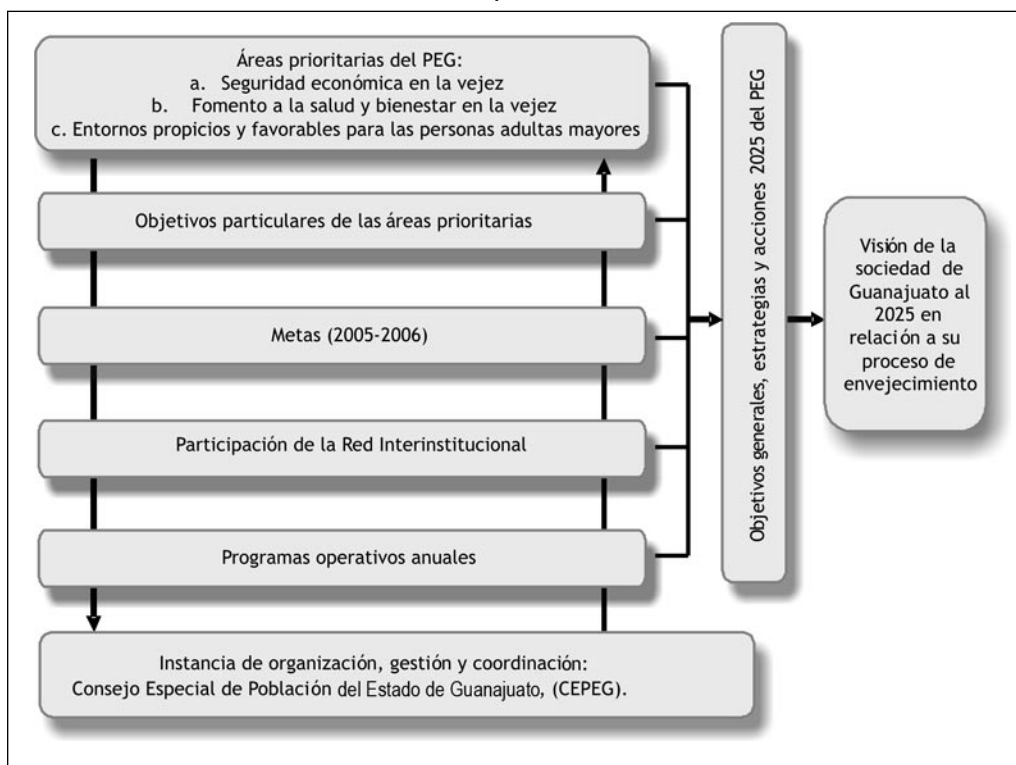 Áreas prioritarias del PEG:
a. Seguridad económica en la vejez
b. Fomento a la salud y bienestar en la vejez
c. Entornos propicios y favorables para las personas adultas mayores
Objetivos particulares de las áreas prioritarias
Metas (2005-2006)
Participación de la Red Interinstitucional
Programas operativos anuales
Instancia de organización, gestión y coordinación:
Consejo Especial de Población del Estado de Guanajuato, (CEPEG).
Objetivos generales, estrategias y acciones 2025 del PEG
Visión de la
sociedad de
Guanajuato al
2025 en
relación a su
proceso de
envejecimiento